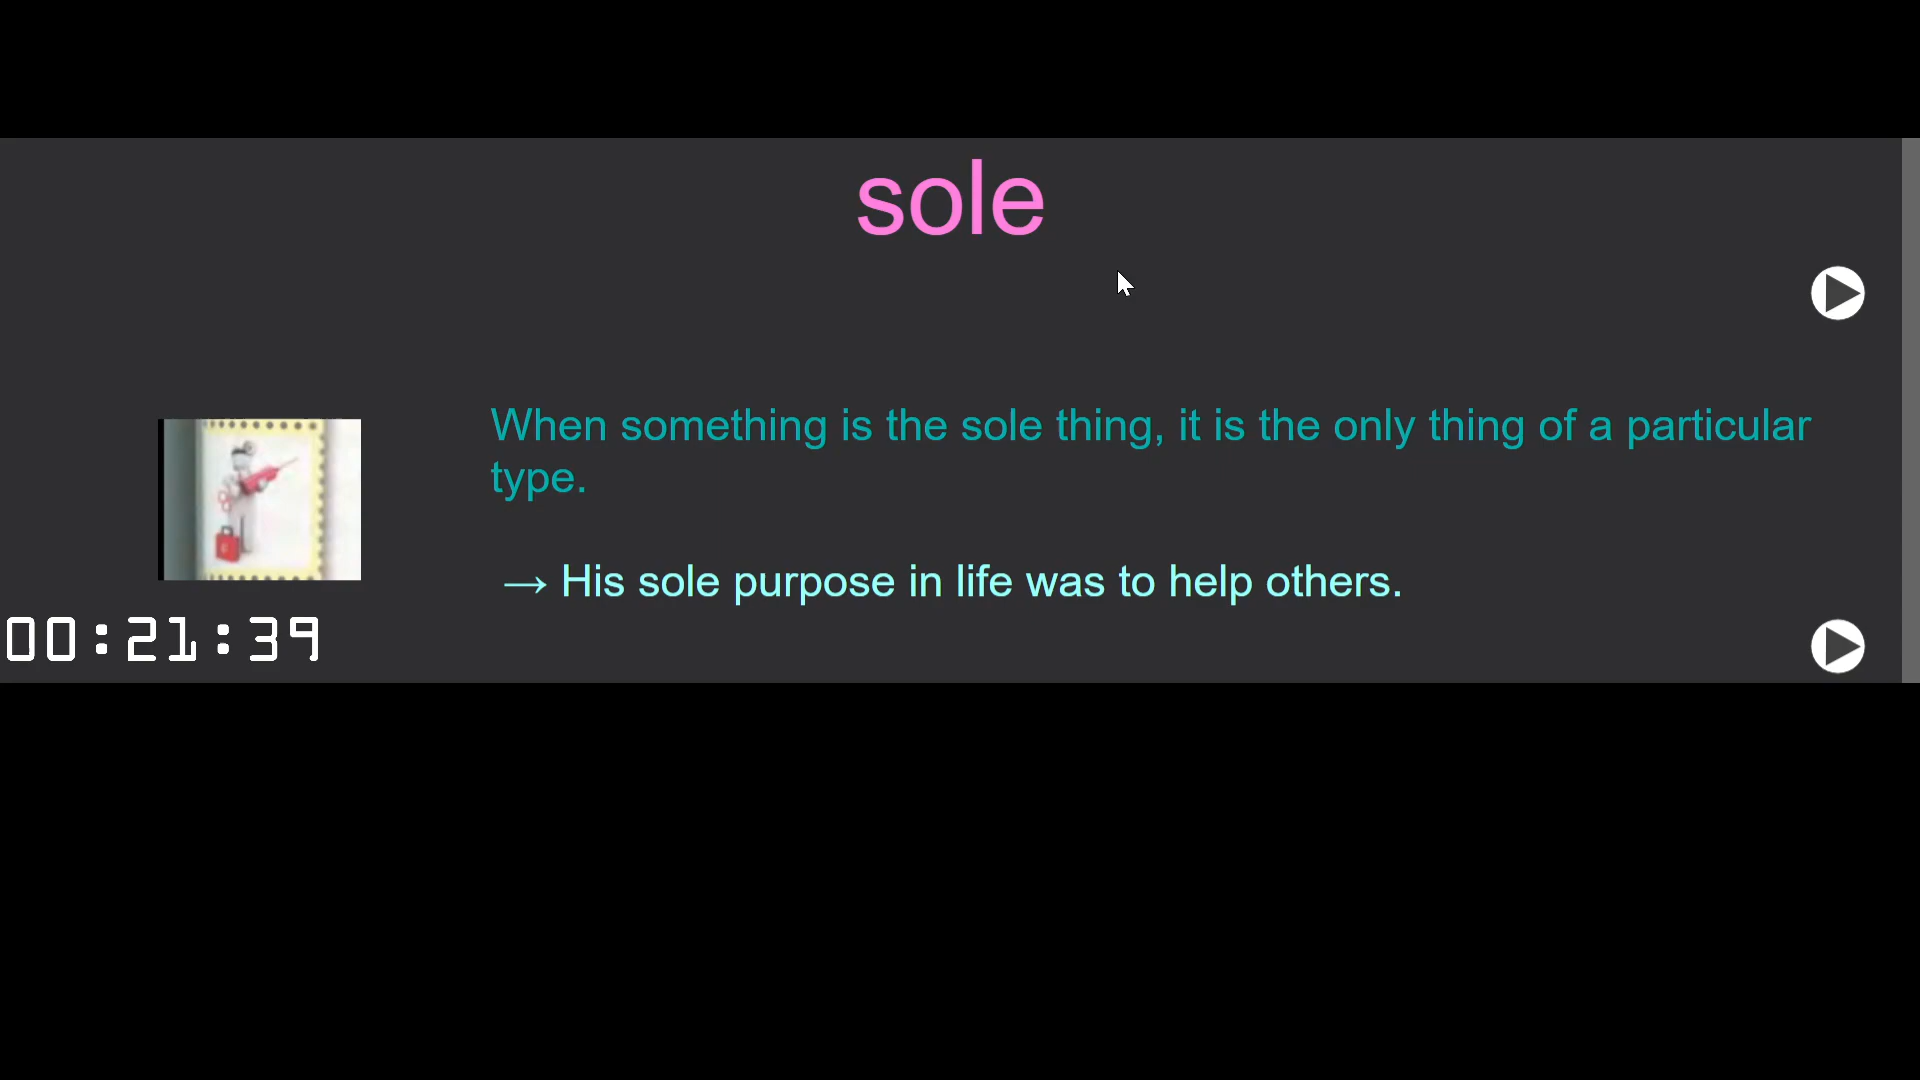 sole
When something is the sole thing, it is the only thing of a particular
type.
→ His sole purpose in life was to help others.
00:21:39